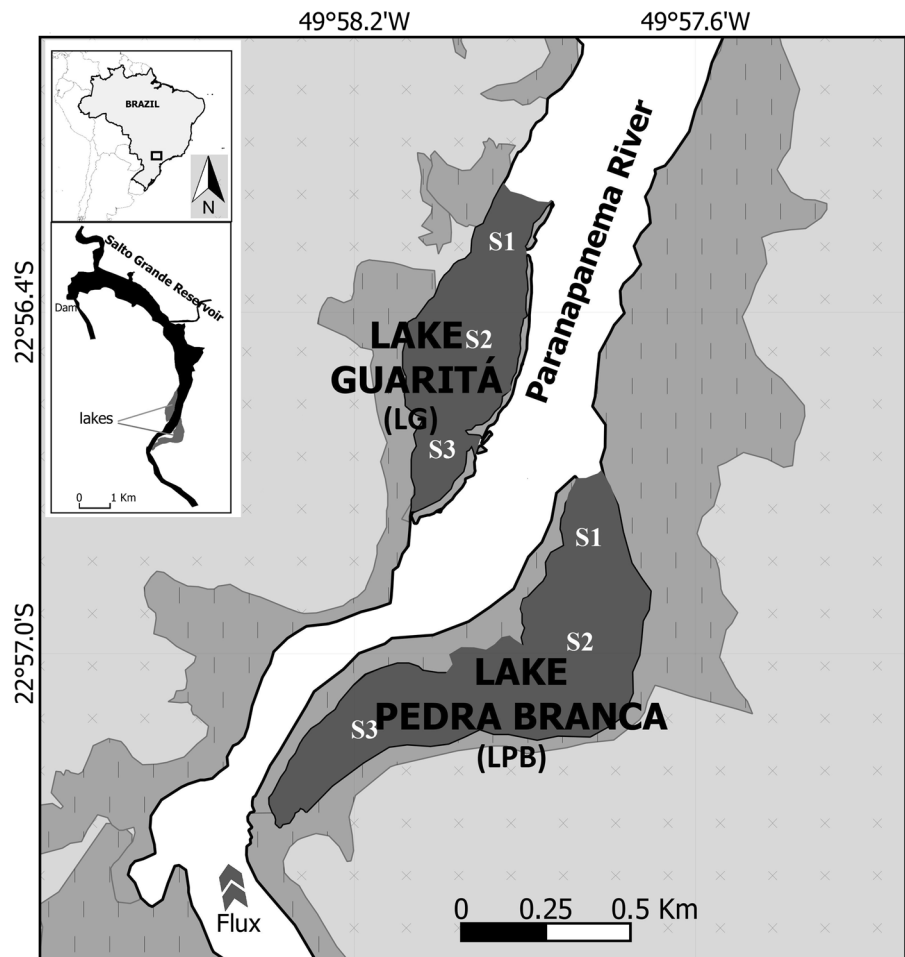 49°58.2'W
49°57.6'W
BRAZIL
N
Salto Grande Reservoir
Dam
lakes
0 1 Km
22°56.4'S
22°57.0'S
Paranapanema River
S1
S2
LAKE
GUARITÁ
(LG)
S3
S1
S2
LAKE
PEDRA BRANCA
S3
(LPB)
Flux
0 0.25 0.5 Km